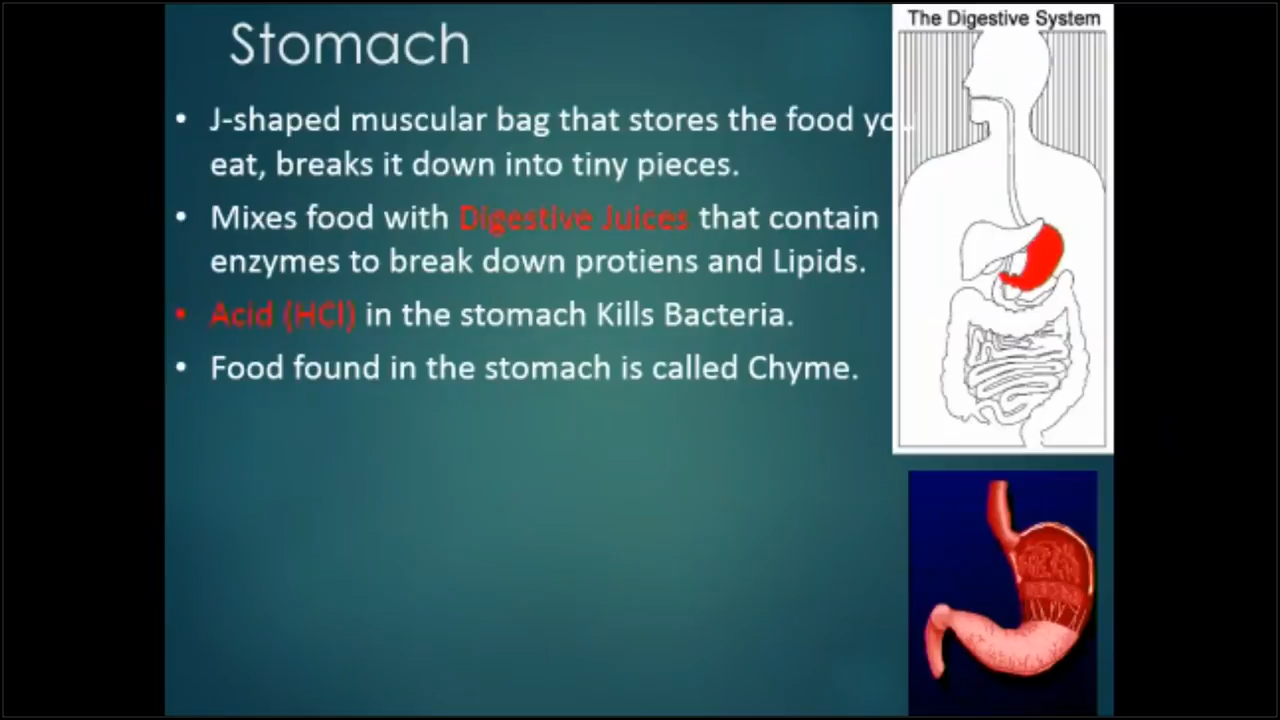 Stomach
The Digestive System
• J-shaped muscular bag that stores the food you
eat, breaks it down into tiny pieces.
• Mixes food with Digestive Juices that contain
enzymes to break down protiens and Lipids.
• Acid (HCl) in the stomach Kills Bacteria.
• Food found in the stomach is called Chyme.